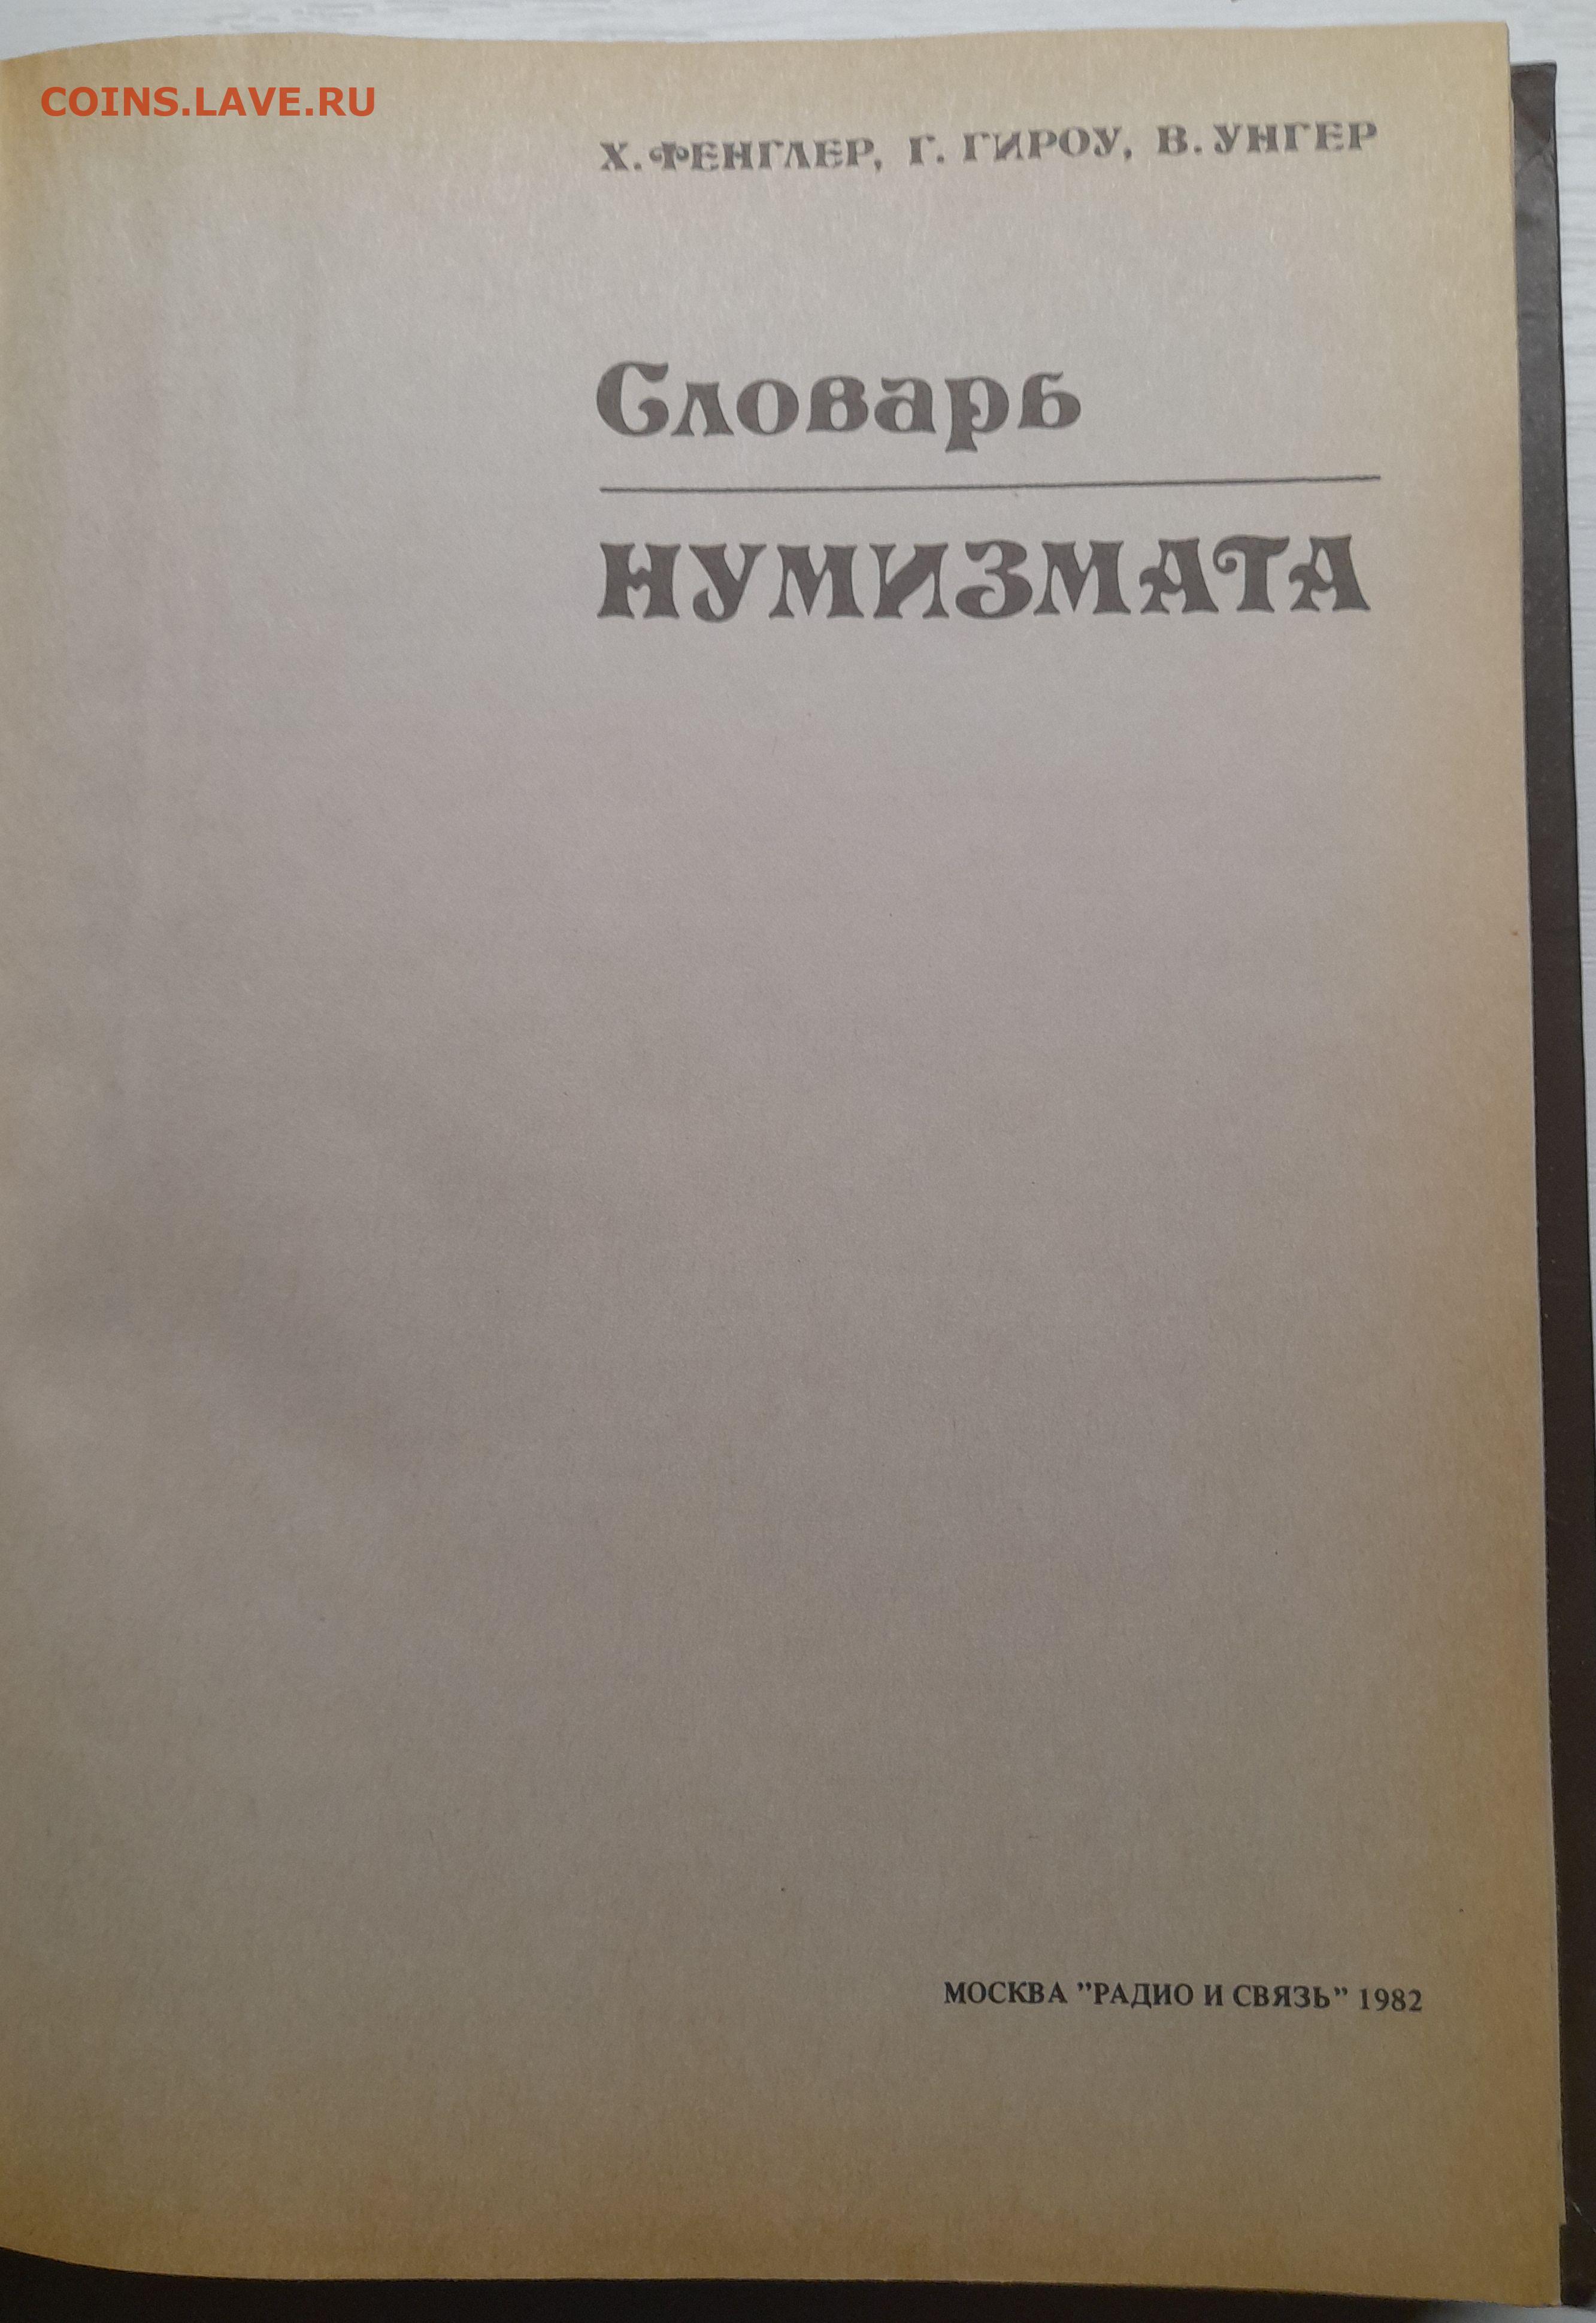 COINS.LAVE.RU
Х. ФЕНГЛЕР, Г. ГИРОУ, В. УНГЕР
Словарь
НУМИЗМАТА
МОСКВА "РАДИО И СВЯЗЬ" 1982